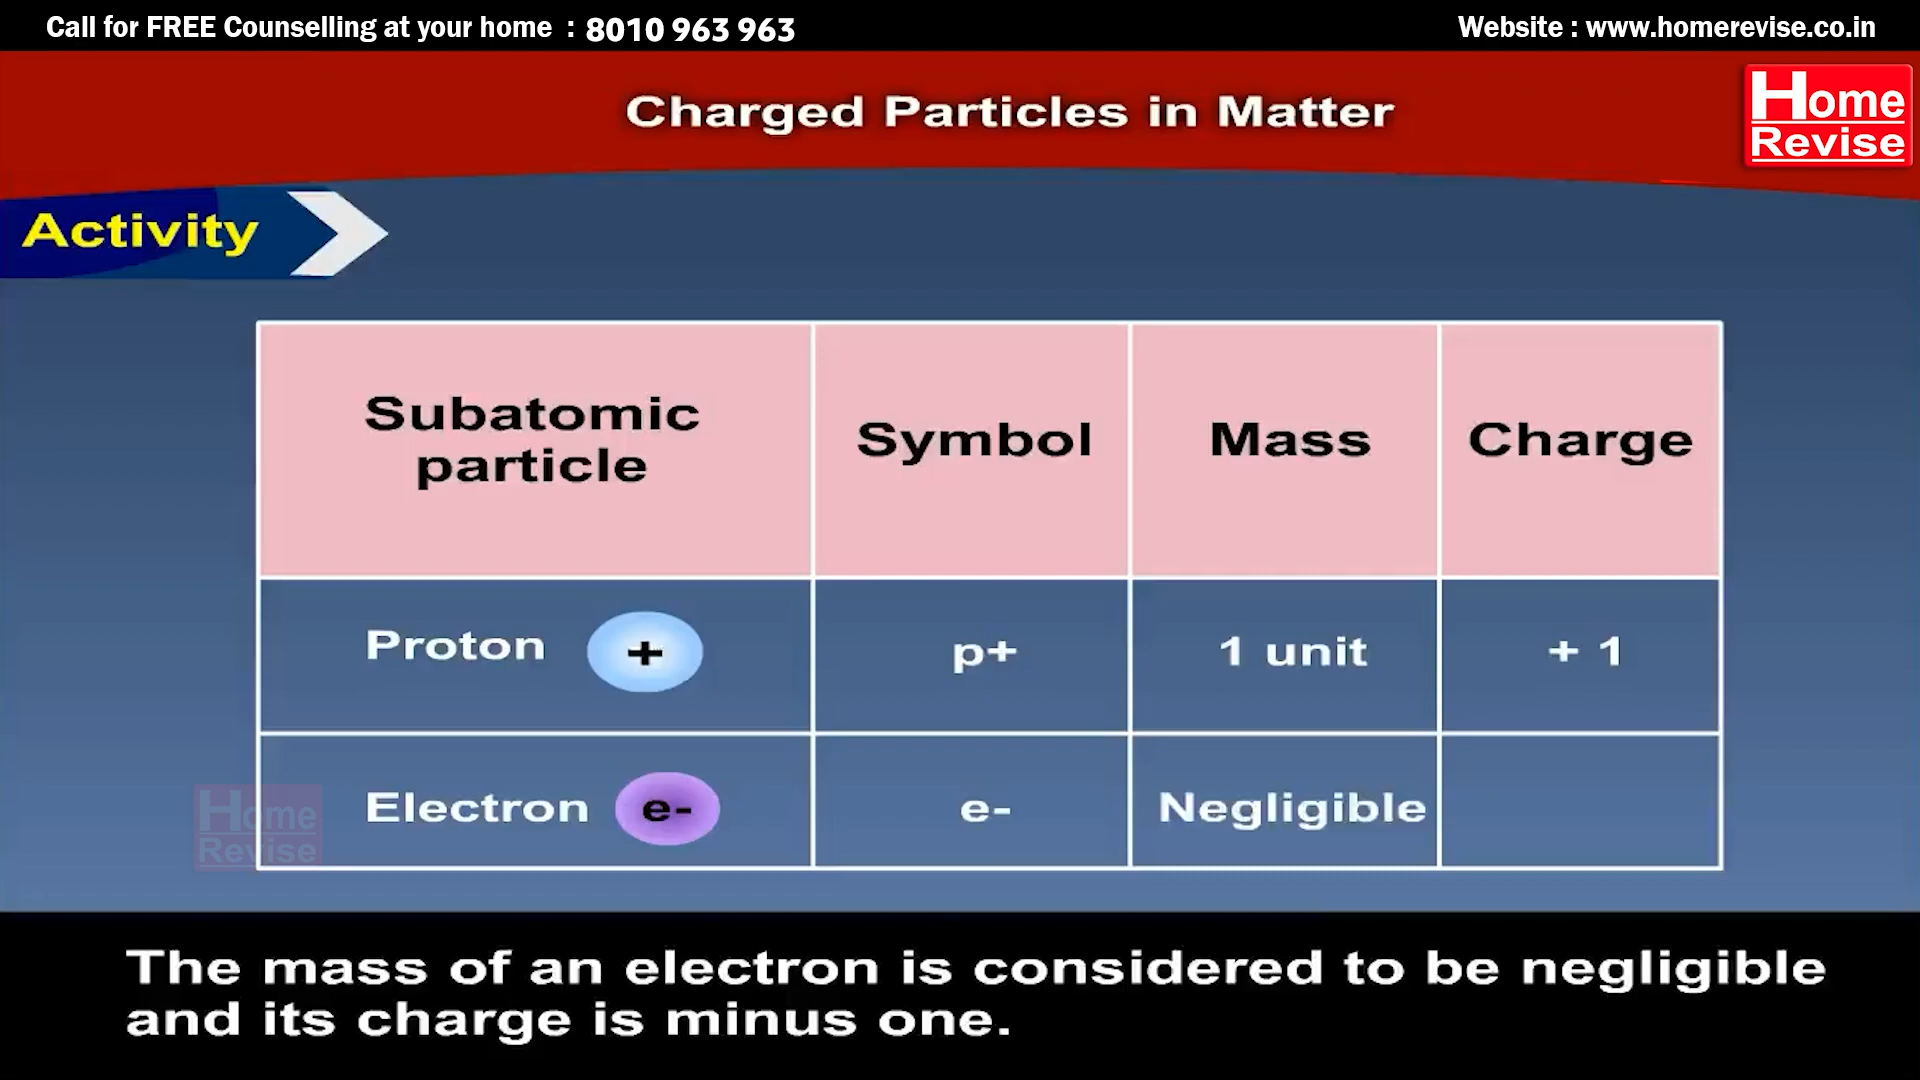 Call for FREE Counselling at your home : 8010 963 963
Website : www.homerevise.co.in
Charged Particles in Matter
Home
Revise
Activity
Subatomic
particle
Symbol
Mass
Charge
Proton + p+ 1 unit + 1
Electron e- e- Negligible
Home
Revise
The mass of an electron is considered to be negligible
and its charge is minus one.